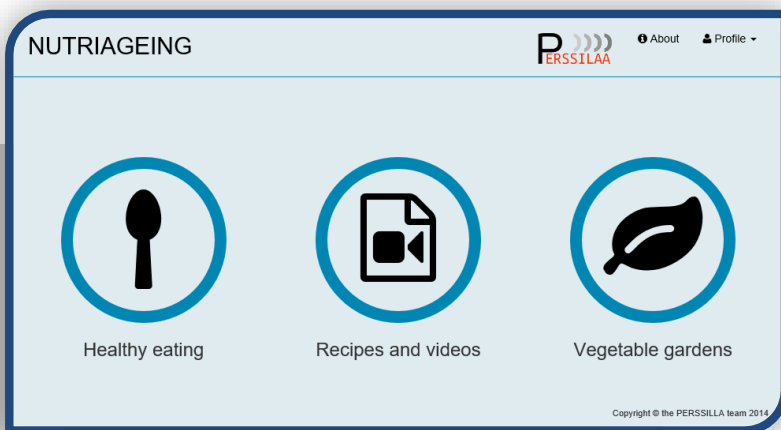 NUTRIAGEING
PERSSILAA
About
Profile
Healthy eating
Recipes and videos
Vegetable gardens
Copyright © the PERSSILLA team 2014